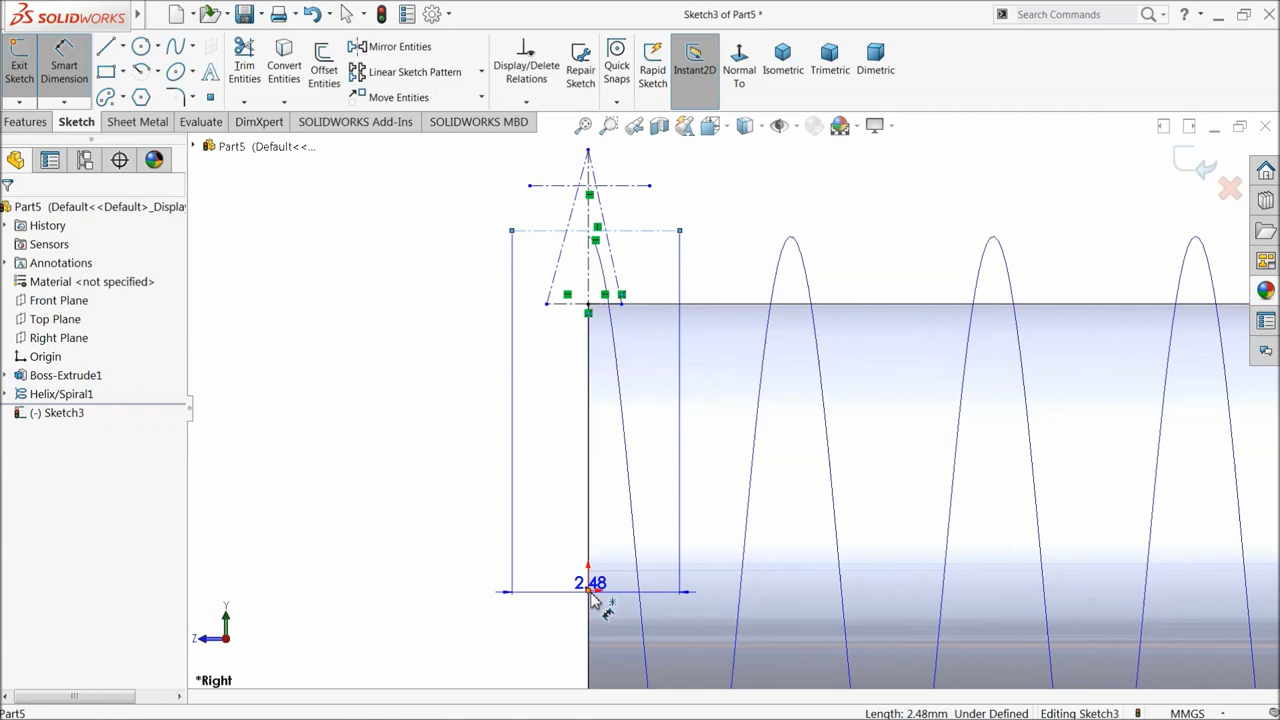 SOLIDWORKS
Sketch3 of Part5 *
Search Commands
?
Exit Sketch
Smart Dimension
Trim Entities
Convert Entities
Offset Entities
Mirror Entities
Linear Sketch Pattern
Move Entities
Display/Delete Relations
Repair Sketch
Quick Snaps
Rapid Sketch
Instant2D
Normal To
Isometric
Trimetric
Dimetric
Features
Sketch
Sheet Metal
Evaluate
DimXpert
SOLIDWORKS Add-Ins
SOLIDWORKS MBD
Part5 (Default<<...
Part5 (Default<<Default>_Display
History
Sensors
Annotations
Material <not specified>
Front Plane
Top Plane
Right Plane
Origin
Boss-Extrude1
Helix/Spiral1
(-) Sketch3
2.48
Y
Z
*Right
Part5
Length: 2.48mm
Under Defined
Editing Sketch3
MMGS